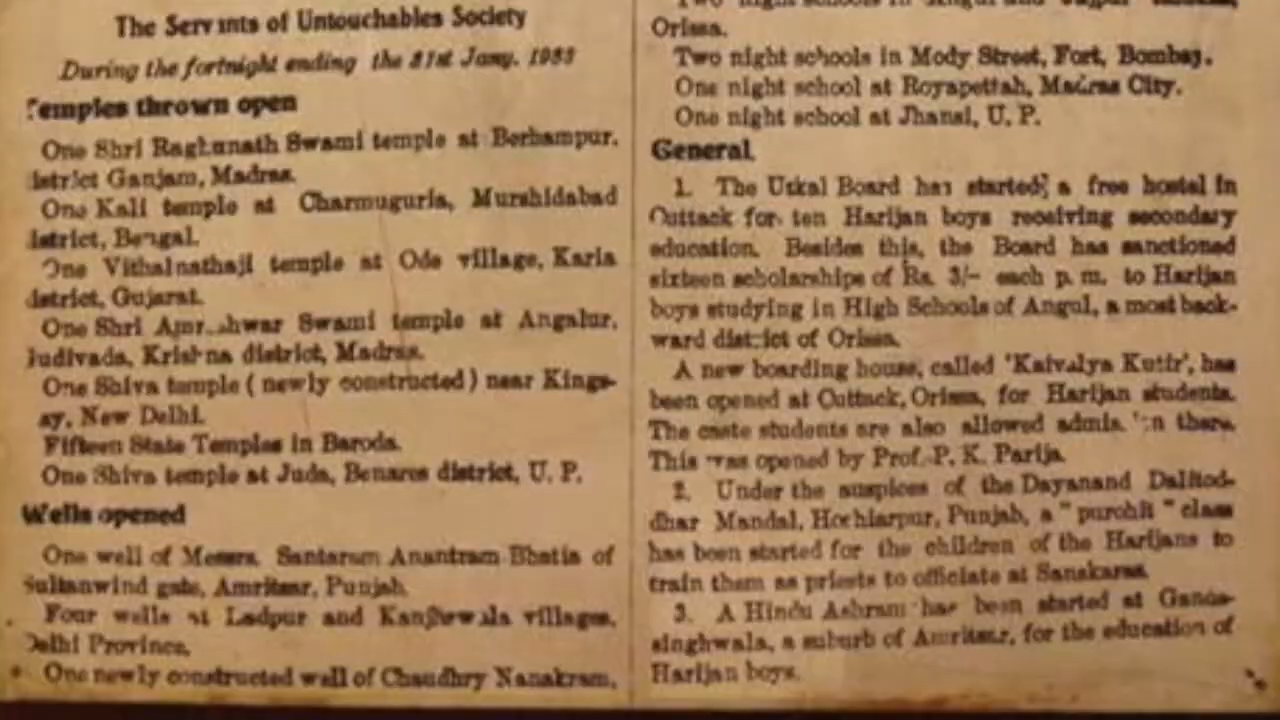 The Servants of Untouchables Society
During the fortnight ending the 31st Jany. 1933
Temples thrown open
One Shri Raghunath Swami temple at Berhampur,
district Ganjam, Madras.
One Kali temple at Charmuguria, Murshidabad
district, Bengal.
One Vithalnathaji temple at Ode village, Karia
district, Gujarat.
One Shri Swami temple at Angalur,
Judivada, Krishna district, Madras.
One Shiva temple ( newly constructed ) near Kings-
ay, New Delhi.
Fifteen State Temples in Baroda.
One Shiva temple at Juda, Benares district, U. P.
Wells opened
One well of Messrs. Santaram Anantram Bhatia of
Sultanwind gate, Amritsar, Punjab.
Four wells at Ladpur and villages,
Delhi Province.
One newly constructed well of Chaudhry Nanakram,
Two night schools in Angul and
Orissa.
Two night schools in Mody Street, Fort, Bombay.
One night school at Royapettah, Madras City.
One night school at Jhansi, U. P.
General.
1. The Utkal Board has started a free hostel in
Cuttack for ten Harijan boys receiving secondary
education. Besides this, the Board has sanctioned
sixteen scholarships of Rs. 3/- each p. m. to Harijan
boys studying in High Schools of Angul, a most back-
ward district of Orissa.
A new boarding house, called 'Kaivalya Kutir', has
been opened at Cuttack, Orissa, for Harijan students.
The caste students are also allowed there.
This was opened by Prof. P. K. Parija.
2. Under the auspices of the Dayanand Dalitod-
dhar Mandal, Hoshiarpur, Punjab, a " purohit " class
has been started for the children of the Harijans to
train them as priests to officiate at Sanskaras.
3. A Hindu Ashram has been started at Ganda-
singhwala, a suburb of Amritsar, for the education of
Harijan boys.